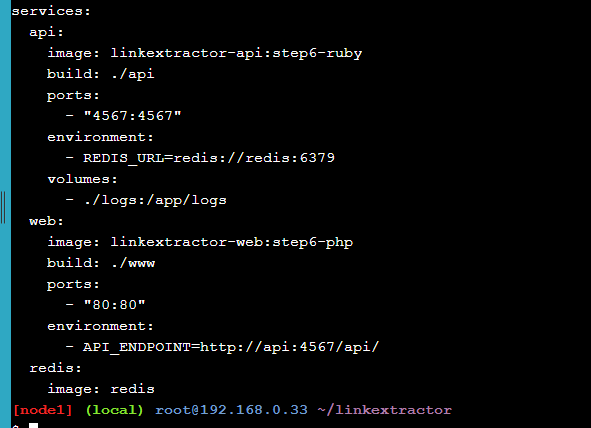 services:
  api:
    image: linkextractor-api:step6-ruby
    build: ./api
    ports:
      - "4567:4567"
    environment:
      - REDIS_URL=redis://redis:6379
    volumes:
      - ./logs:/app/logs
  web:
    image: linkextractor-web:step6-php
    build: ./www
    ports:
      - "80:80"
    environment:
      - API_ENDPOINT=http://api:4567/api/
  redis:
    image: redis
[node1] (local) root@192.168.0.33 ~/linkextractor
$